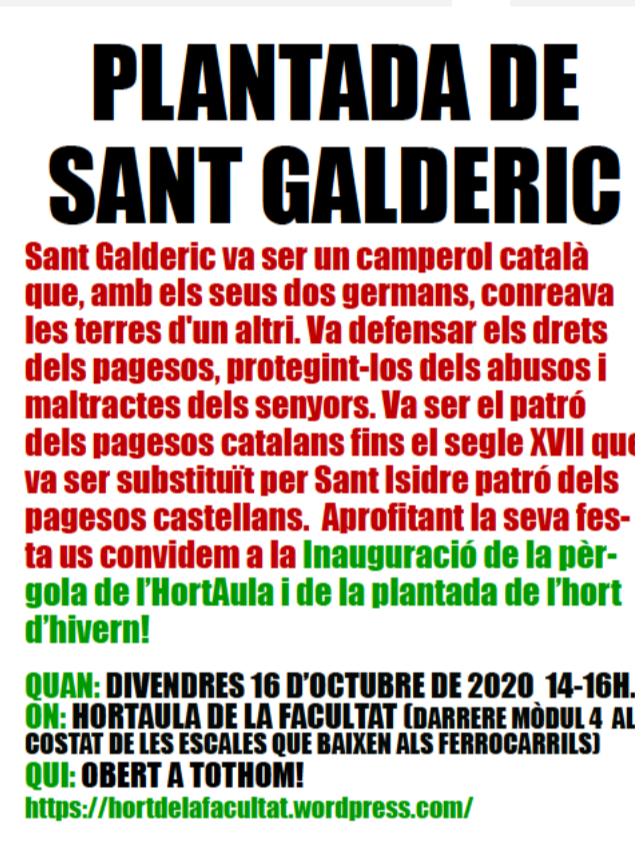 PLANTADA DE
SANT GALDERIC
Sant Galderic va ser un camperol català
que, amb els seus dos germans, conreava
les terres d'un altri. Va defensar els drets
dels pagesos, protegint-los dels abusos i
maltractes dels senyors. Va ser el patró
dels pagesos catalans fins el segle XVII que
va ser substituït per Sant Isidre patró dels
pagesos castellans. Aprofitant la seva fes-
ta us convidem a la Inauguració de la pèr-
gola de l’HortAula i de la plantada de l’hort
d’hivern!
QUAN: DIVENDRES 16 D’OCTUBRE DE 2020 14-16H.
ON: HORTAULA DE LA FACULTAT (DARRERE MÒDUL 4 AL
COSTAT DE LES ESCALES QUE BAIXEN ALS FERROCARRILS)
QUI: OBERT A TOTHOM!
https://hortdelafacultat.wordpress.com/